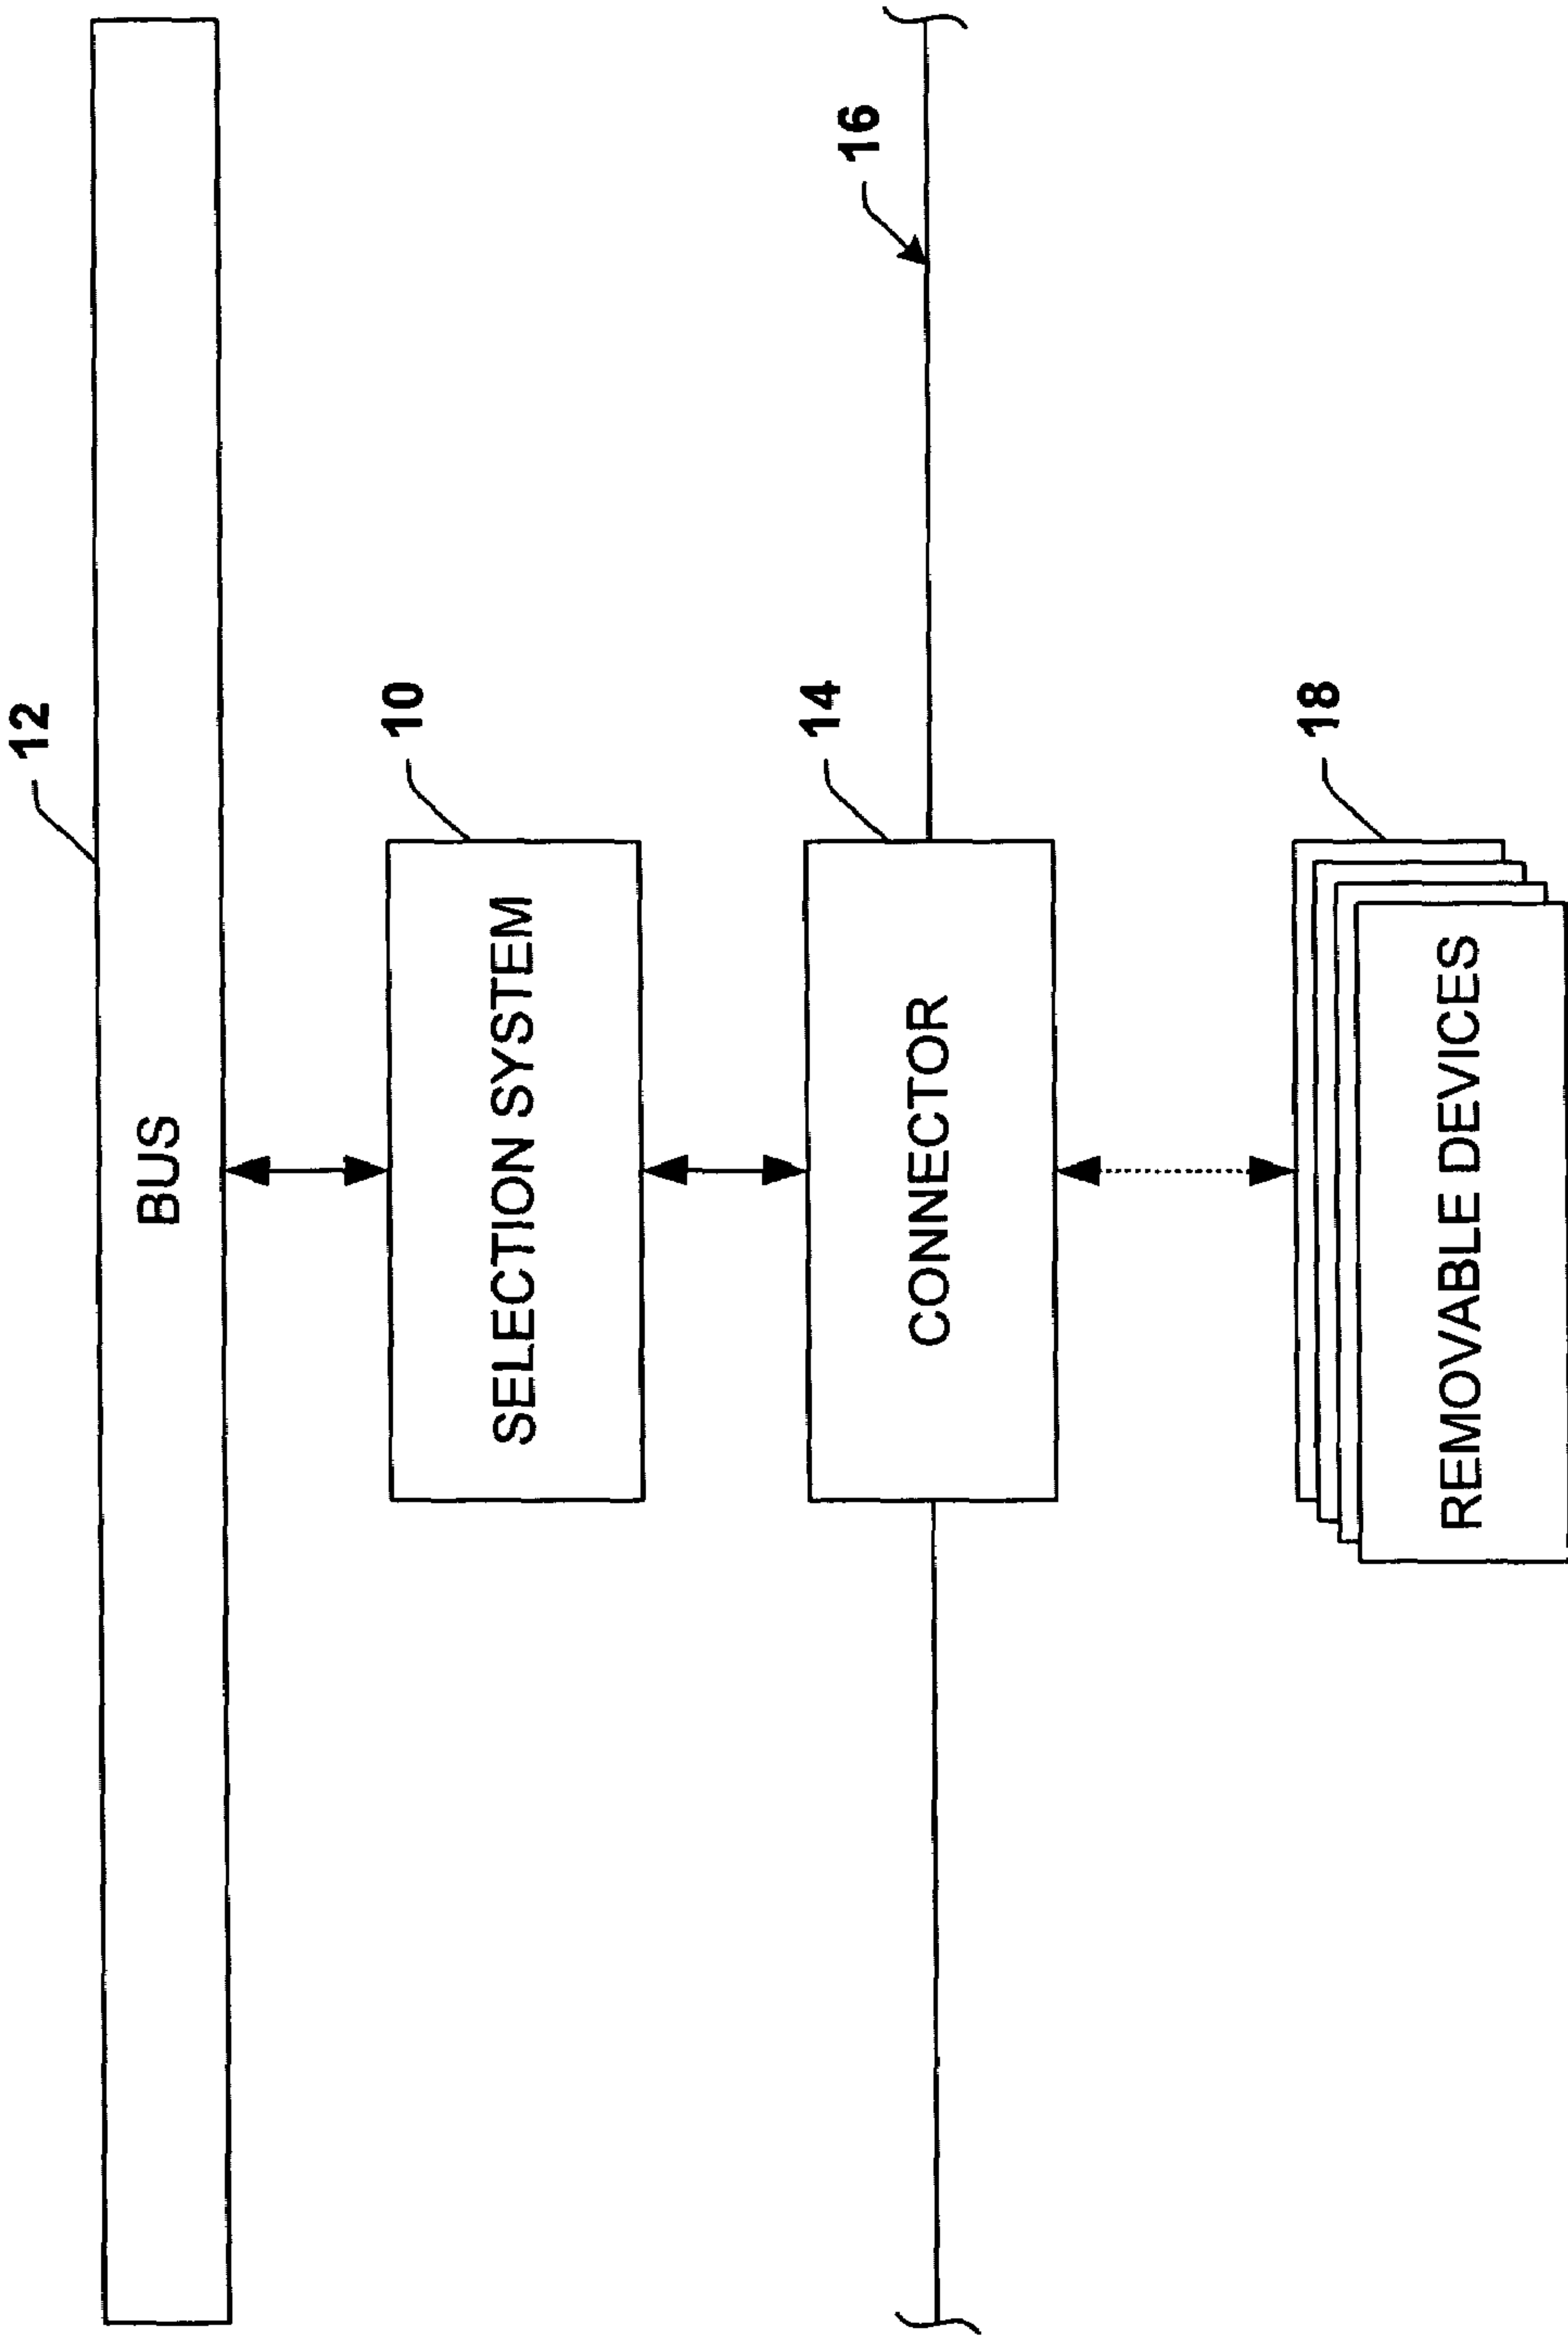 12
BUS
10
SELECTION SYSTEM
16
14
CONNECTOR
18
REMOVABLE DEVICES